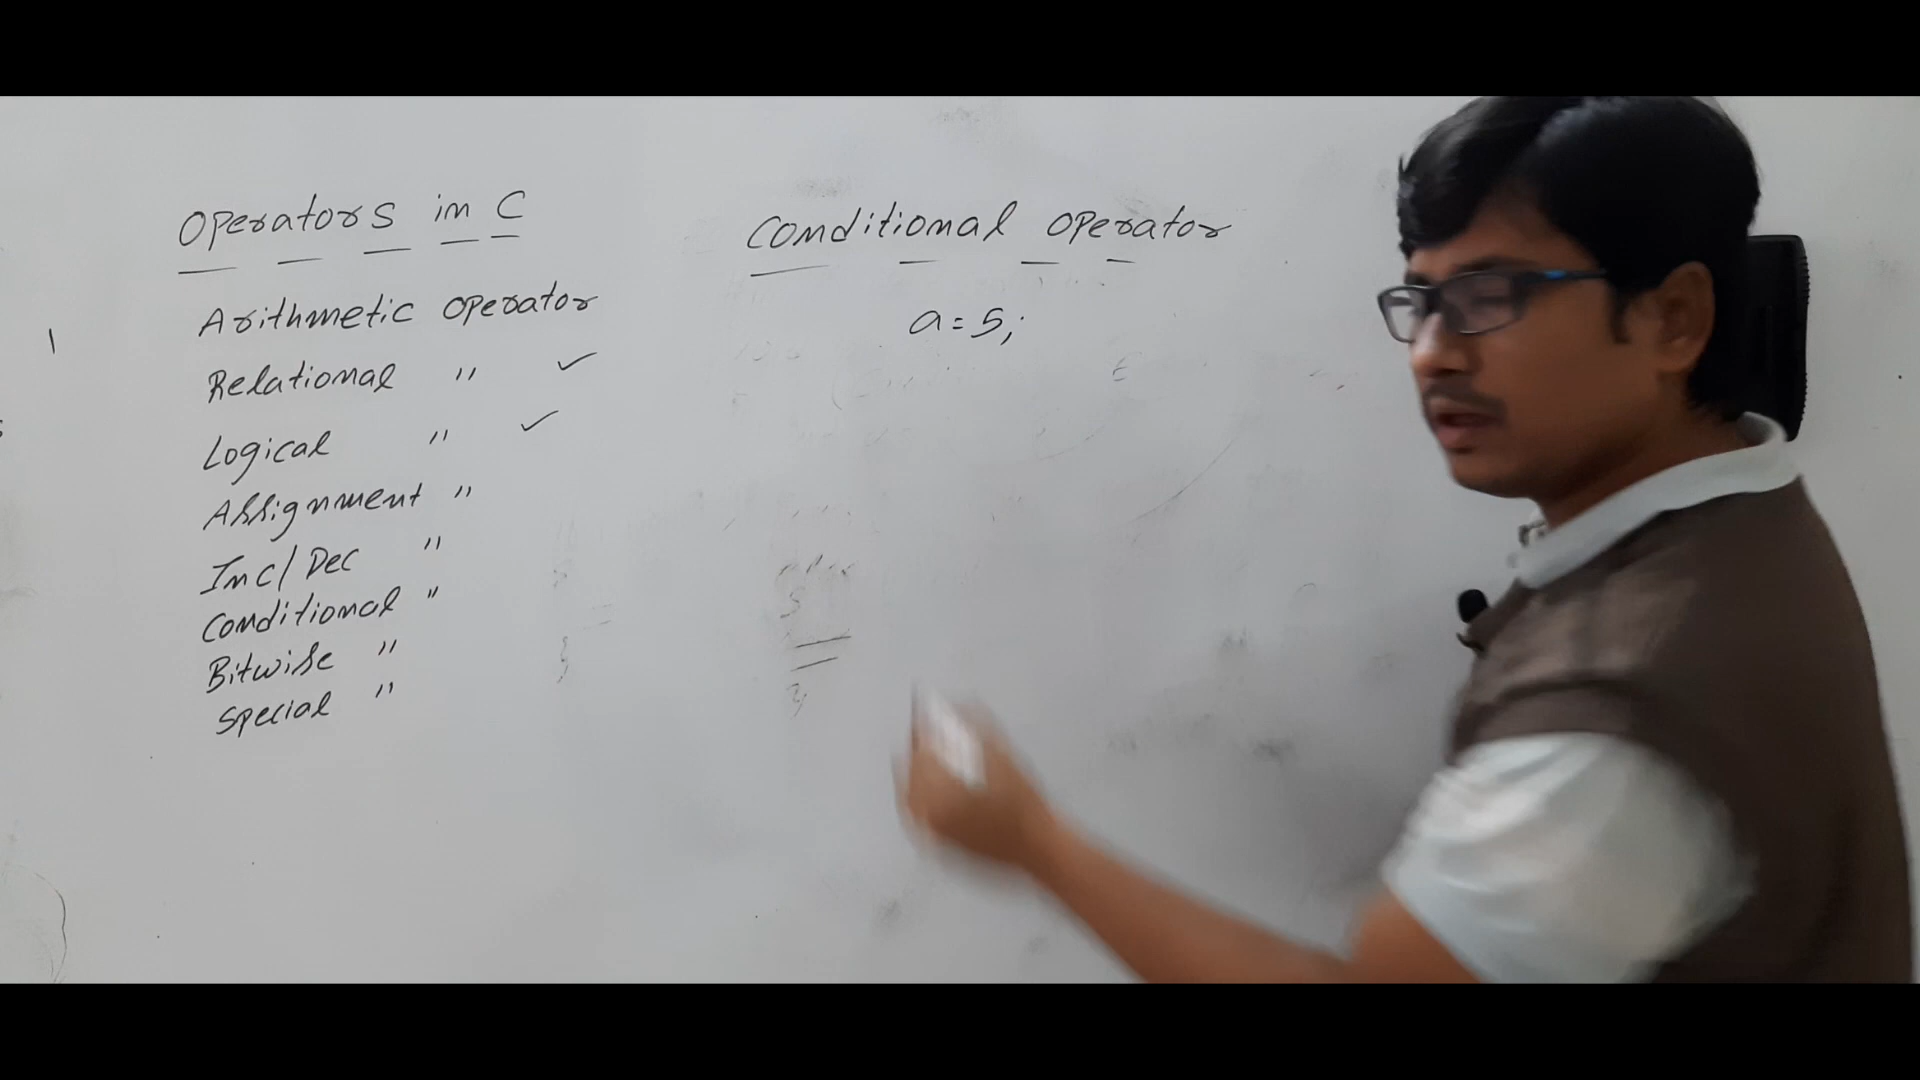 Operators in C
Arithmetic Operator
Relational " ✓
Logical " ✓
Assignment "
Inc/Dec "
Conditional "
Bitwise "
Special "
Conditional Operator
a=5;